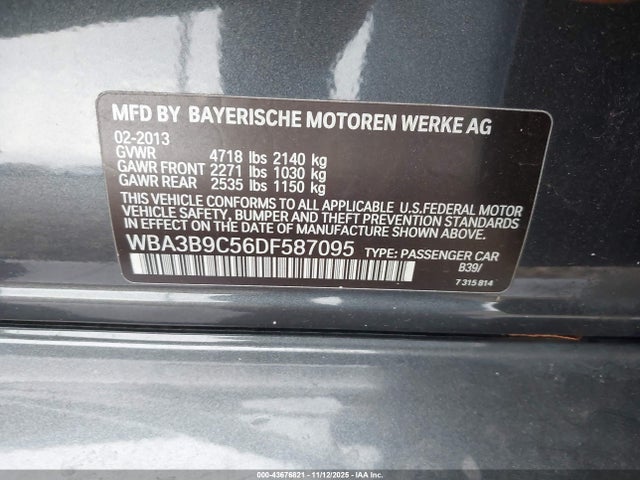 MFD BY BAYERISCHE MOTOREN WERKE AG
02-2013
GVWR 4718 lbs 2140 kg
GAWR FRONT 2271 lbs 1030 kg
GAWR REAR 2535 lbs 1150 kg
THIS VEHICLE CONFORMS TO ALL APPLICABLE U.S.FEDERAL MOTOR
VEHICLE SAFETY, BUMPER AND THEFT PREVENTION STANDARDS
IN EFFECT ON THE DATE OF MANUFACTURE SHOWN ABOVE.
WBA3B9C56DF587095 TYPE: PASSENGER CAR
B39/
7 315 814
000-43676821 - 11/12/2025 - IAA Inc.